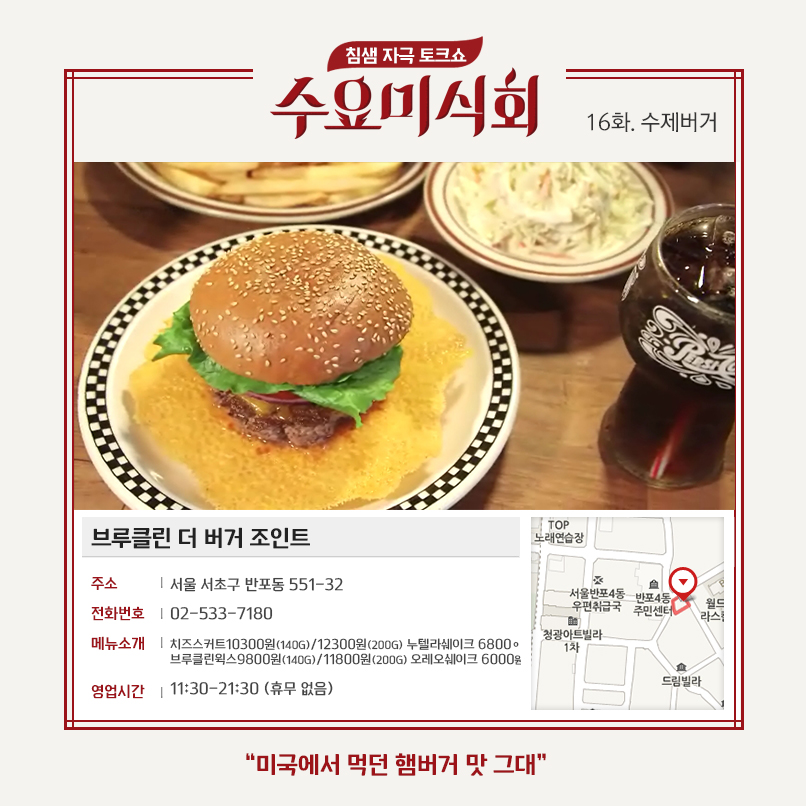 침샘 자극 토크쇼
수요미식회
16화. 수제버거
브루클린 더 버거 조인트
주소 | 서울 서초구 반포동 551-32
전화번호 | 02-533-7180
메뉴소개 | 치즈스커트10300원(140G)/12300원(200G) 누텔라쉐이크 6800
브루클린웍스9800원(140G)/11800원(200G) 오레오쉐이크 6000원
영업시간 | 11:30-21:30 (휴무 없음)
TOP
노래연습장
서울반포4동
우편취급국
반포4동
주민센터
월드
라스
청광아트빌라
1차
드림빌라
“미국에서 먹던 햄버거 맛 그대”